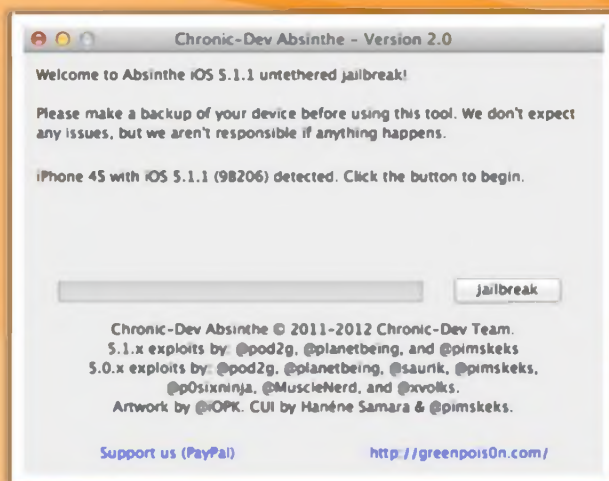 Chronic-Dev Absinthe - Version 2.0
Welcome to Absinthe iOS 5.1.1 untethered jailbreak!
Please make a backup of your device before using this tool. We don't expect
any issues, but we aren't responsible if anything happens.
iPhone 4S with iOS 5.1.1 (9B206) detected. Click the button to begin.
Jailbreak
Chronic-Dev Absinthe © 2011-2012 Chronic-Dev Team.
5.1.x exploits by: @pod2g, @planetbeing, and @pimskeks
5.0.x exploits by: @pod2g, @planetbeing, @saurik, @pimskeks,
@p0sixninja, @MuscleNerd, and @xvolks.
Artwork by @iOPK. GUI by Hanéne Samara & @pimskeks.
Support us (PayPal) http://greenpois0n.com/